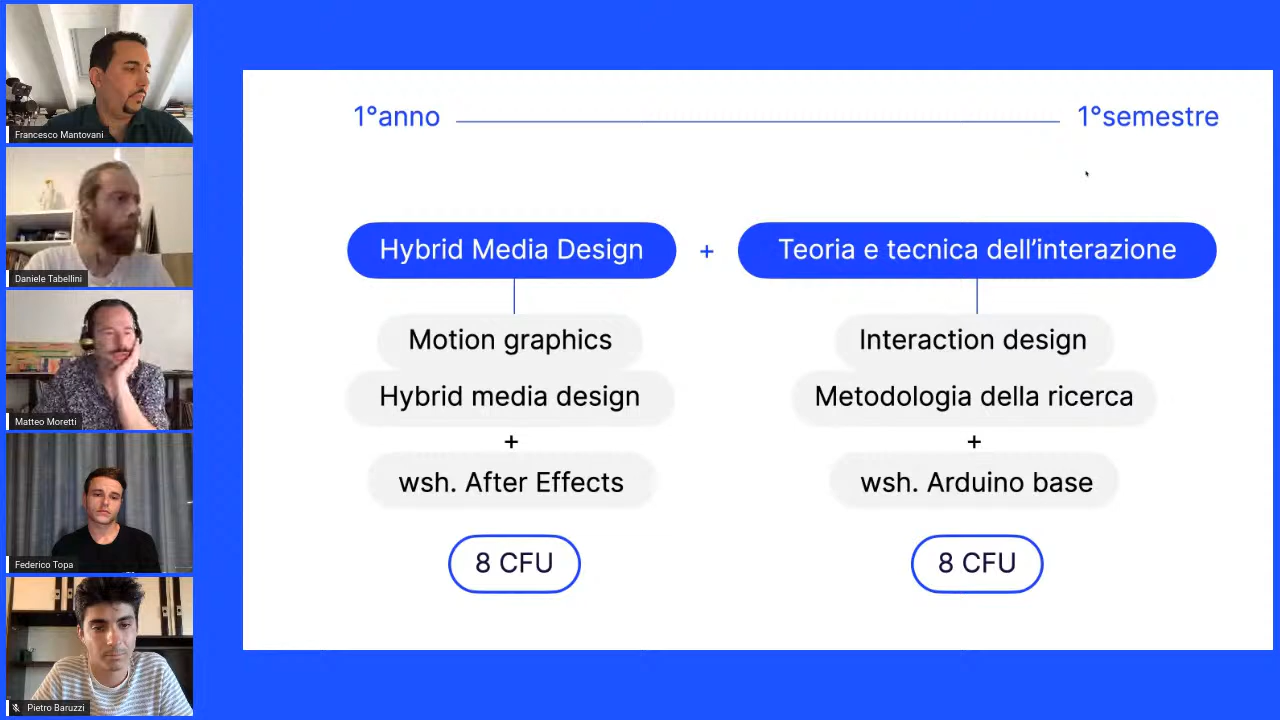 Francesco Mantovani
Daniele Tabellini
Matteo Moretti
Federico Topa
Pietro Baruzzi
1°anno
1°semestre
Hybrid Media Design + Teoria e tecnica dell'interazione
Motion graphics
Hybrid media design
+
wsh. After Effects
8 CFU
Interaction design
Metodologia della ricerca
+
wsh. Arduino base
8 CFU